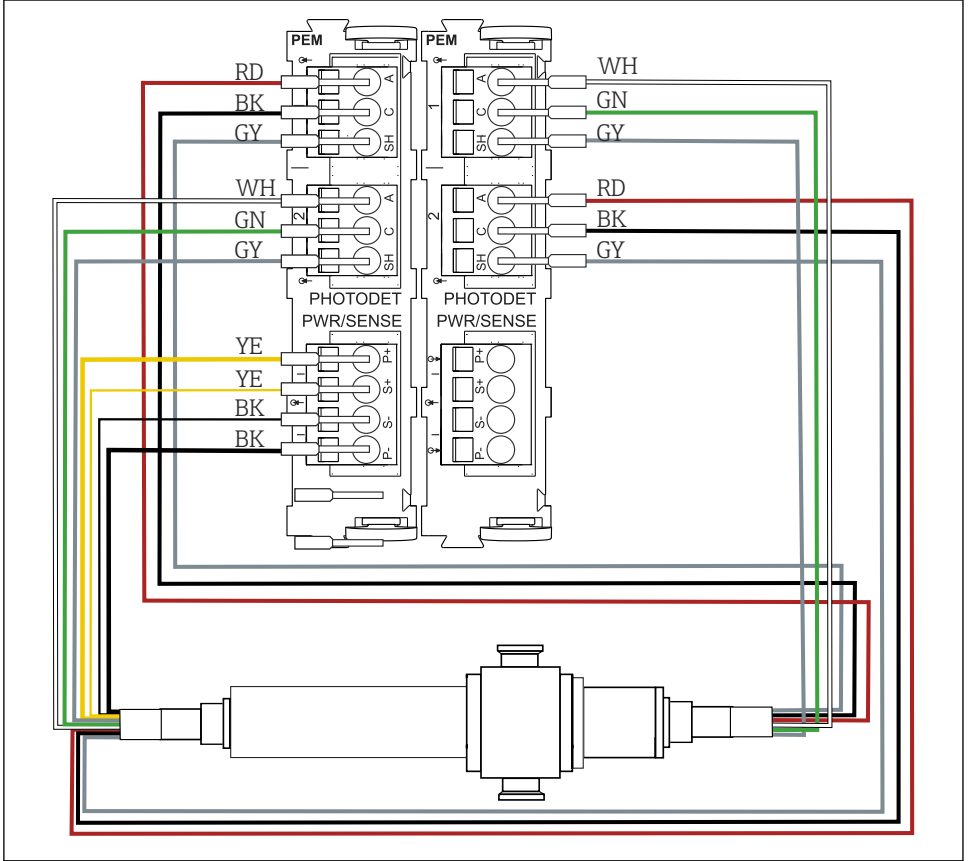 PEM PEM
RD A A WH
BK C 1 C GN
GY SH SH GY
WH A A RD
GN 2 C 2 C BK
GY SH SH GY
PHOTODET PHOTODET
PWR/SENSE PWR/SENSE
YE P+ P+
YE S+ S+
BK S- S-
BK P- P-